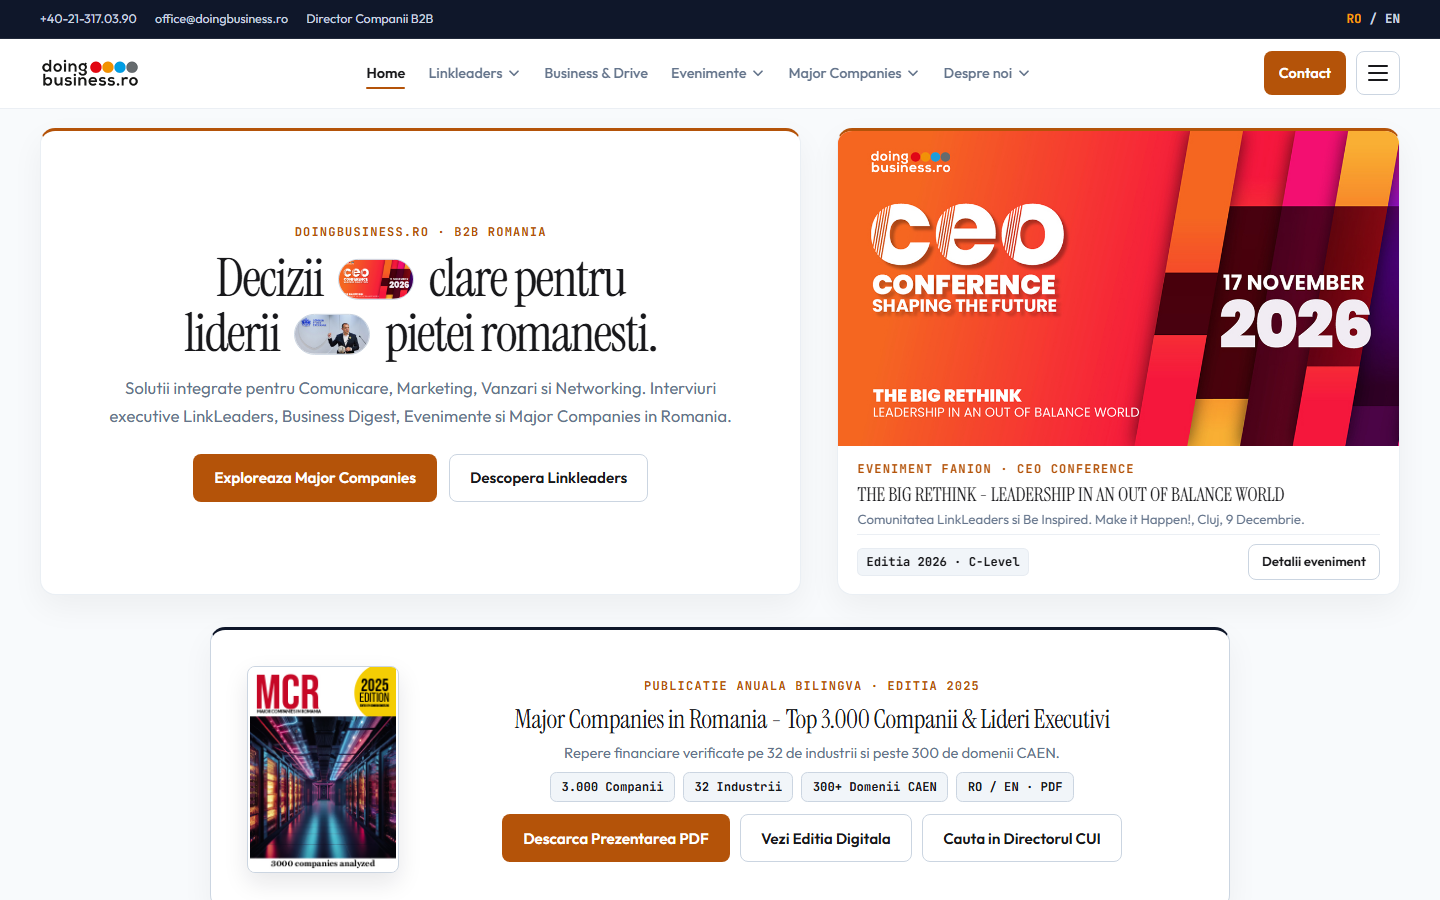 +40-21-317.03.90 office@doingbusiness.ro Director Companii B2B RO / EN
doing
business.ro
Home Linkleaders Business & Drive Evenimente Major Companies Despre noi Contact
DOINGBUSINESS.RO · B2B ROMANIA
Decizii clare pentru
liderii pietei romanesti.
Solutii integrate pentru Comunicare, Marketing, Vanzari si Networking. Interviuri
executive LinkLeaders, Business Digest, Evenimente si Major Companies in Romania.
Exploreaza Major Companies Descopera Linkleaders
doing
business.ro
ceo
CONFERENCE
SHAPING THE FUTURE
17 NOVEMBER
2026
THE BIG RETHINK
LEADERSHIP IN AN OUT OF BALANCE WORLD
EVENIMENT FANION · CEO CONFERENCE
THE BIG RETHINK - LEADERSHIP IN AN OUT OF BALANCE WORLD
Comunitatea LinkLeaders si Be Inspired. Make it Happen!, Cluj, 9 Decembrie.
Editia 2026 · C-Level Detalii eveniment
MCR
2025
EDITION
MAJOR COMPANIES IN ROMANIA
3000 companies analyzed
PUBLICATIE ANUALA BILINGVA · EDITIA 2025
Major Companies in Romania - Top 3.000 Companii & Lideri Executivi
Repere financiare verificate pe 32 de industrii si peste 300 de domenii CAEN.
3.000 Companii 32 Industrii 300+ Domenii CAEN RO / EN · PDF
Descarca Prezentarea PDF Vezi Editia Digitala Cauta in Directorul CUI